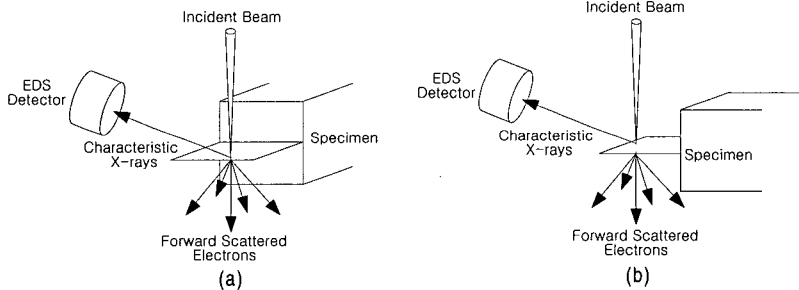 Incident Beam
EDS
Detector
Characteristic
X-rays
Specimen
Forward Scattered
Electrons
(a)
Incident Beam
EDS
Detector
Characteristic
X-rays
Specimen
Forward Scattered
Electrons
(b)